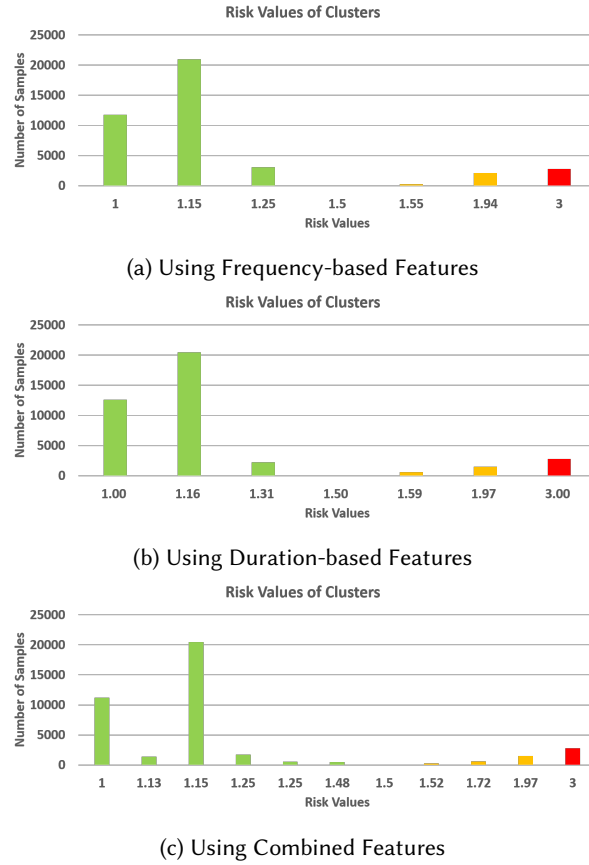 Risk Values of Clusters
Number of Samples
25000
20000
15000
10000
5000
0
1 1.15 1.25 1.5 1.55 1.94 3
Risk Values
(a) Using Frequency-based Features
Risk Values of Clusters
Number of Samples
25000
20000
15000
10000
5000
0
1.00 1.16 1.31 1.50 1.59 1.97 3.00
Risk Values
(b) Using Duration-based Features
Risk Values of Clusters
Number of Samples
25000
20000
15000
10000
5000
0
1 1.13 1.15 1.25 1.25 1.48 1.5 1.52 1.72 1.97 3
Risk Values
(c) Using Combined Features